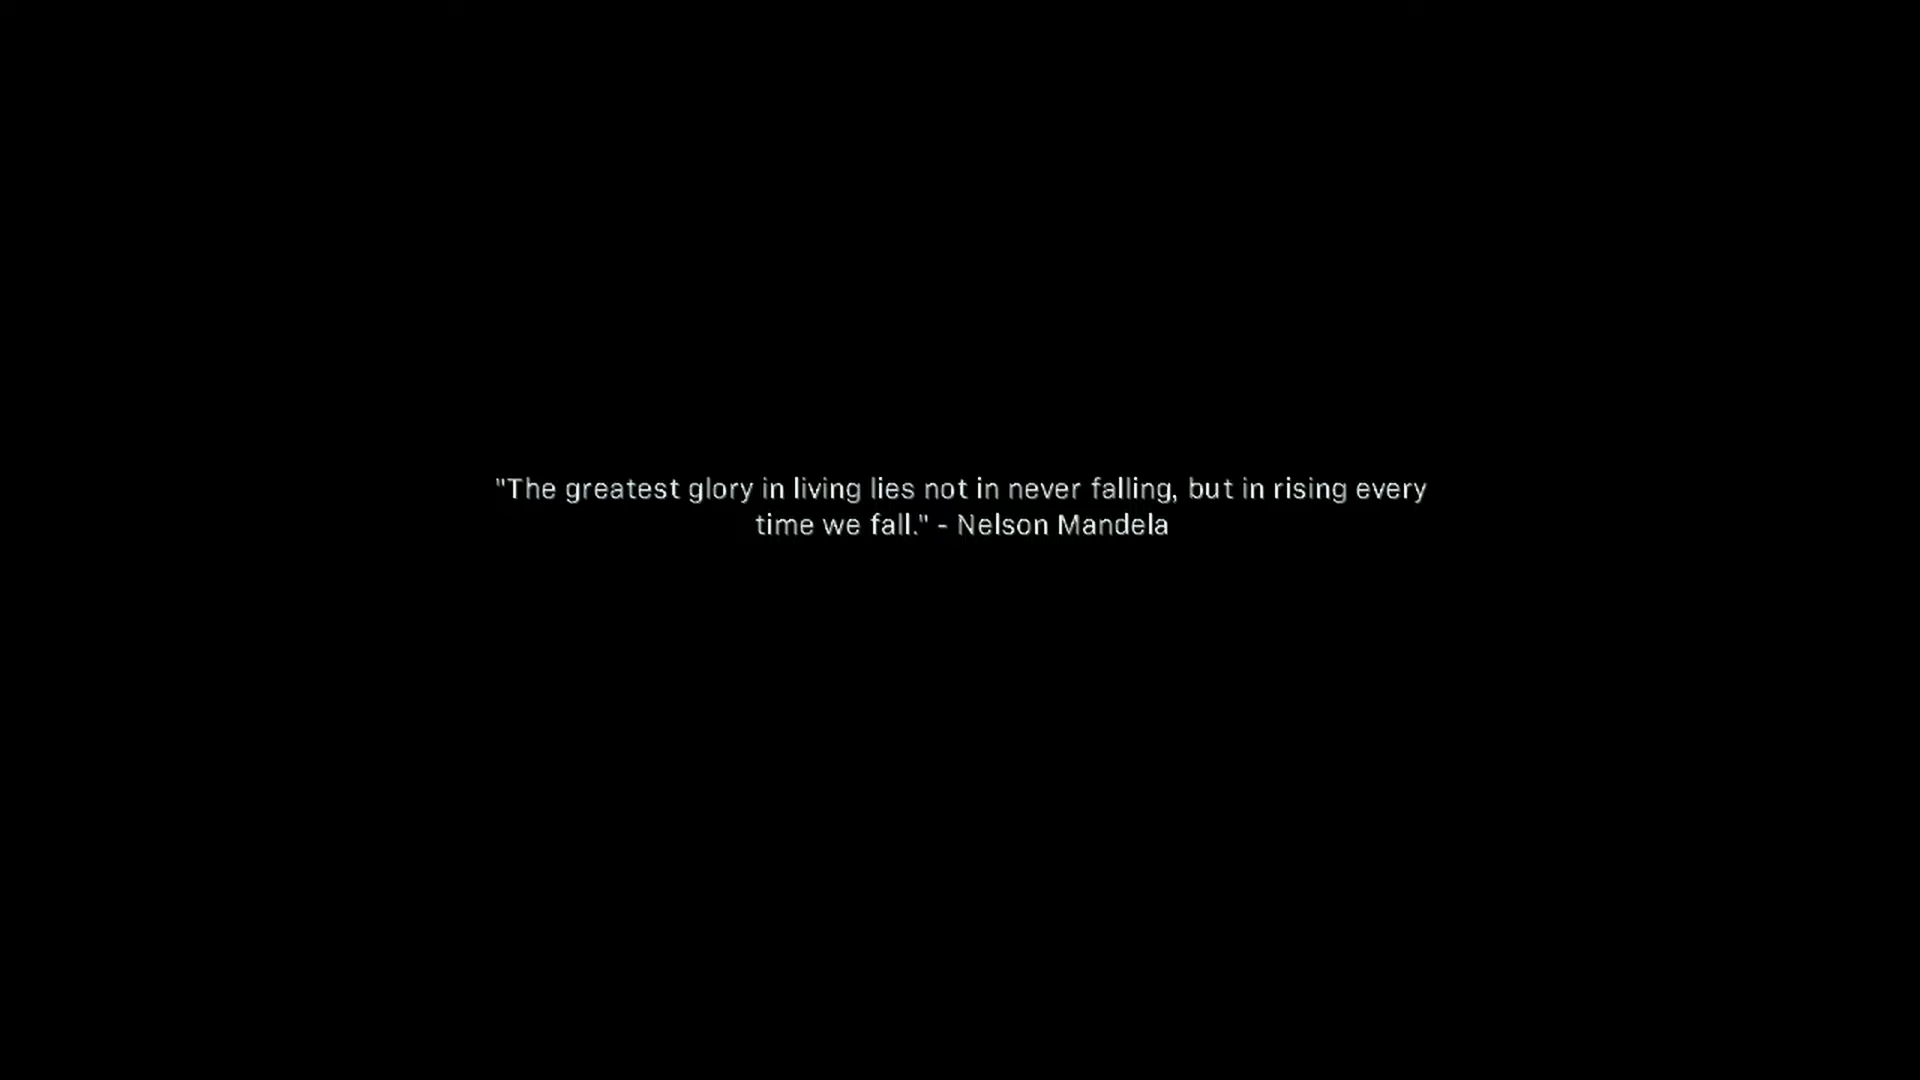 "The greatest glory in living lies not in never falling, but in rising every
time we fall." - Nelson Mandela